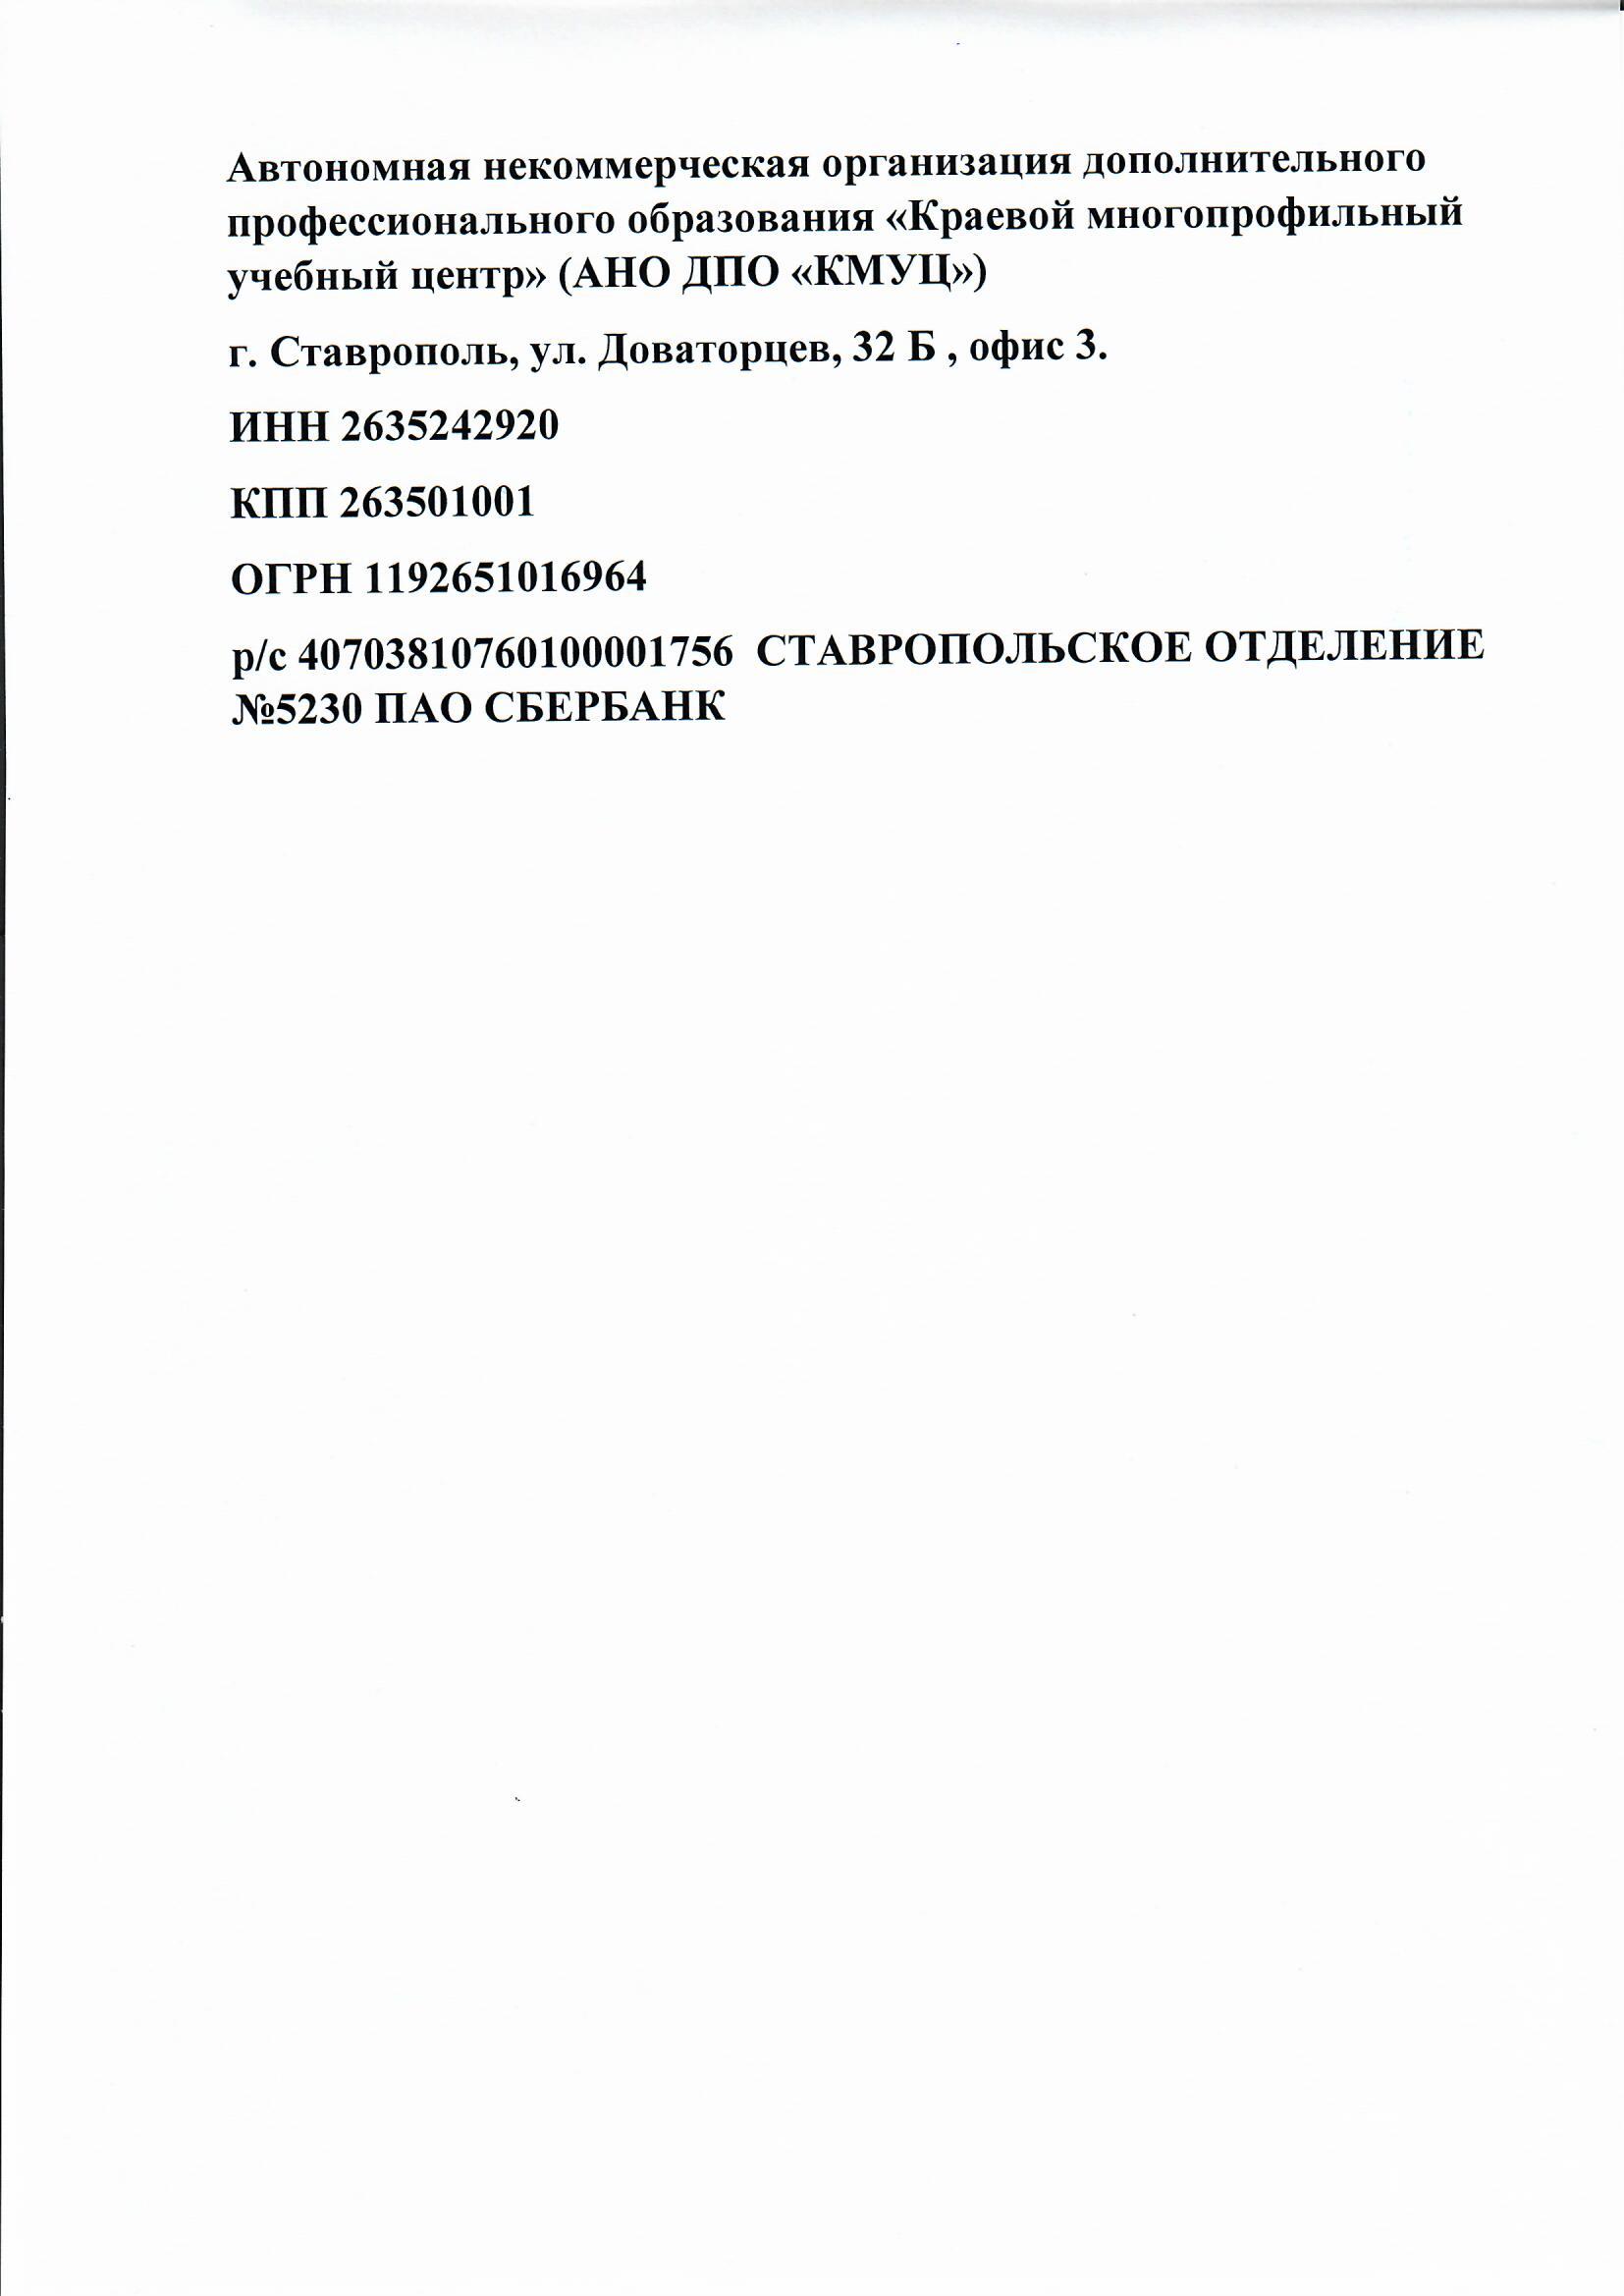 Автономная некоммерческая организация дополнительного
профессионального образования «Краевой многопрофильный
учебный центр» (АНО ДПО «КМУЦ»)
г. Ставрополь, ул. Доваторцев, 32 Б , офис 3.
ИНН 2635242920
КПП 263501001
ОГРН 1192651016964
р/с 40703810760100001756 СТАВРОПОЛЬСКОЕ ОТДЕЛЕНИЕ
№5230 ПАО СБЕРБАНК